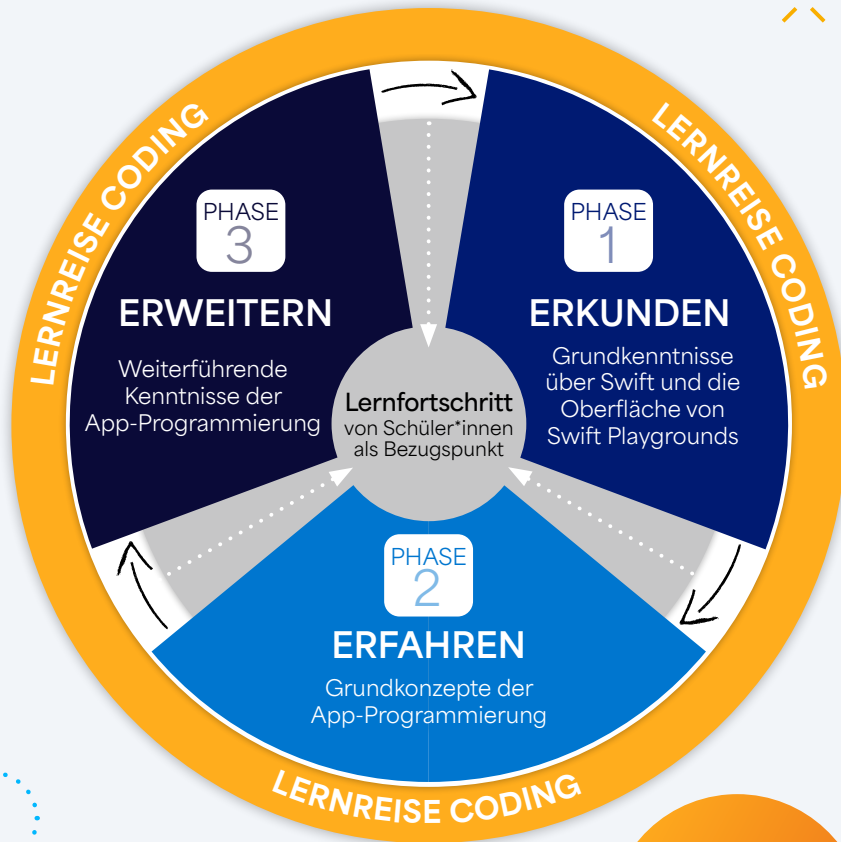 LERNREISE CODING
LERNREISE CODING
PHASE
3
ERWEITERN
Weiterführende
Kenntnisse der
App-Programmierung
PHASE
1
ERKUNDEN
Grundkenntnisse
über Swift und die
Oberfläche von
Swift Playgrounds
Lernfortschritt
von Schüler*innen
als Bezugspunkt
PHASE
2
ERFAHREN
Grundkonzepte der
App-Programmierung
LERNREISE CODING